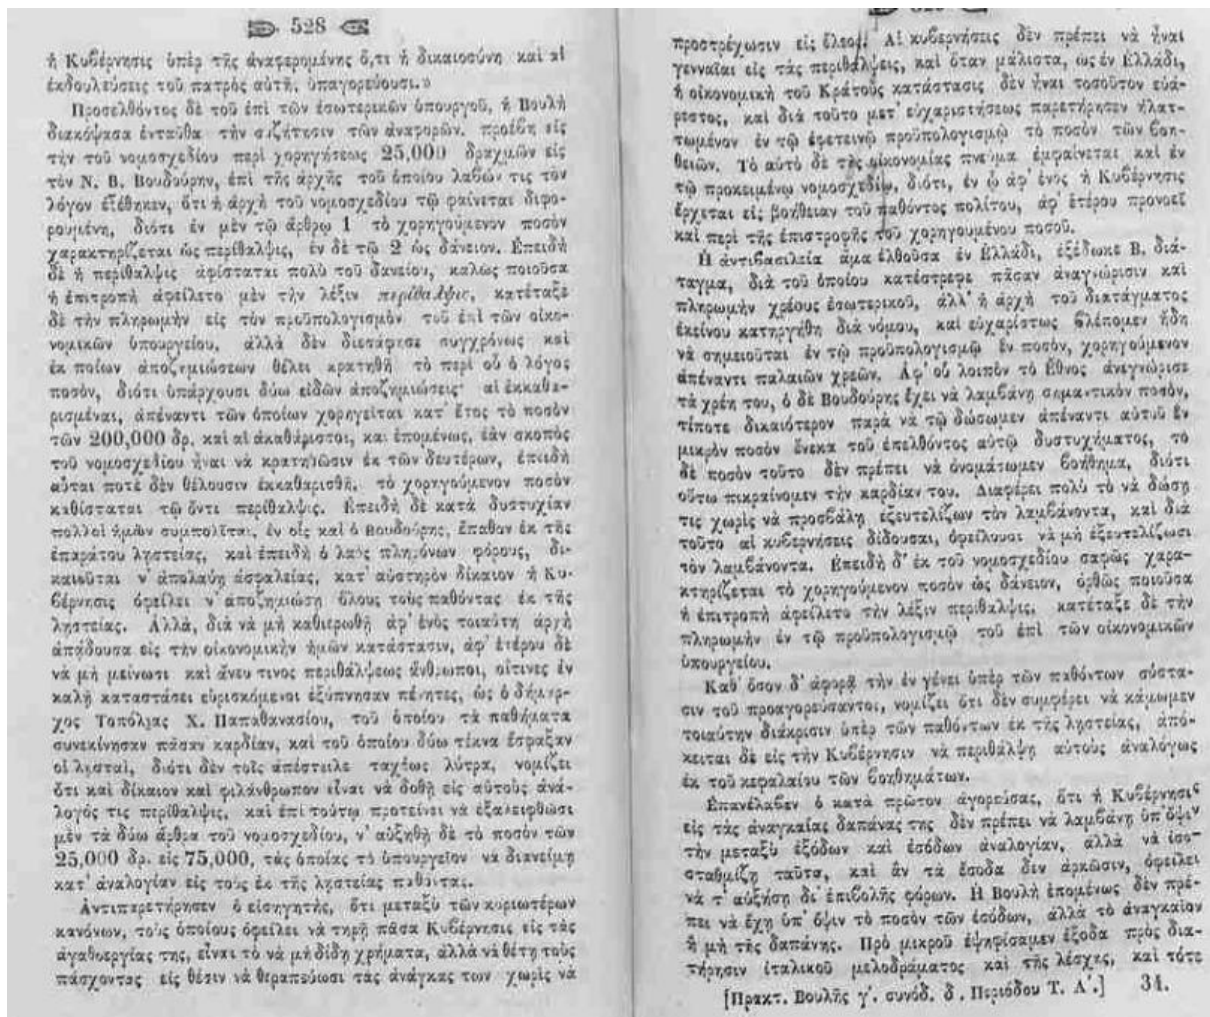 528
ἡ Κυβέρνησις ὑπὲρ τῆς ἀναφερομένης ὅ,τι ἡ δικαιοσύνη καὶ αἱ
ἐκδουλεύσεις τοῦ πατρὸς αὐτῆ, ὑπαγορεύουσι.»
Προσελθόντος δὲ τοῦ ἐπὶ τῶν ἐσωτερικῶν ὑπουργοῦ, ἡ Βουλὴ
διακόψασα ἐνταῦθα τὴν συζήτησιν τῶν ἀναφορῶν, προέβη εἰς
τὴν τοῦ νομοσχεδίου περὶ χορηγήσεως 25,000 δραχμῶν εἰς
τὸν Ν. Β. Βουδούρην, ἐπὶ τῆς ἀρχῆς τοῦ ὁποίου λαβών τις τὸν
λόγον ἐξέθηκεν, ὅτι ἡ ἀρχὴ τοῦ νομοσχεδίου τῷ φαίνεται διφο-
ρουμένη, διότι ἐν μὲν τῷ ἄρθρῳ 1 τὸ χορηγούμενον ποσὸν
χαρακτηρίζεται ὡς περίθαλψις, ἐν δὲ τῷ 2 ὡς δάνειον. Ἐπειδὴ
δὲ ἡ περίθαλψις ἀφίσταται πολὺ τοῦ δανείου, καλῶς ποιοῦσα
ἡ ἐπιτροπὴ ἀφείλετο μὲν τὴν λέξιν περίθαλψις, κατέταξε
δὲ τὴν πληρωμὴν εἰς τὸν προϋπολογισμὸν τοῦ ἐπὶ τῶν οἰκο-
νομικῶν ὑπουργείου, ἀλλὰ δὲν διεσάφησε συγχρόνως καὶ
ἐκ ποίων ἀποζημιώσεων θέλει κρατηθῆ τὸ περὶ οὗ ὁ λόγος
ποσὸν, διότι ὑπάρχουσι δύω εἰδῶν ἀποζημιώσεις· αἱ ἐκκαθα-
ρισμέναι, ἀπέναντι τῶν ὁποίων χορηγεῖται κατ' ἔτος τὸ ποσὸν
τῶν 200,000 δρ. καὶ αἱ ἀκαθάριστοι, καὶ ἑπομένως, ἐὰν σκοπὸς
τοῦ νομοσχεδίου ἦναι νὰ κρατηθῶσιν ἐκ τῶν δευτέρων, ἐπειδὴ
αὗται ποτὲ δὲν θέλουσιν ἐκκαθαρισθῆ, τὸ χορηγούμενον ποσὸν
καθίσταται τῷ ὄντι περίθαλψις. Ἐπειδὴ δὲ κατὰ δυστυχίαν
πολλοὶ ἡμῶν συμπολῖται, ἐν οἷς καὶ ὁ Βουδούρης, ἔπαθον ἐκ τῆς
ἐπαράτου λῃστείας, καὶ ἐπειδὴ ὁ λαὸς πληρόνων φόρους, δι-
καιοῦται ν' ἀπολαύῃ ἀσφαλείας, κατ' αὐστηρὸν δίκαιον ἡ Κυ-
βέρνησις ὀφείλει ν' ἀποζημιώσῃ ὅλους τοὺς παθόντας ἐκ τῆς
λῃστείας. Ἀλλὰ, διὰ νὰ μὴ καθιερωθῇ ἀφ' ἑνὸς τοιαύτη ἀρχὴ
ἀπᾴδουσα εἰς τὴν οἰκονομικὴν ἡμῶν κατάστασιν, ἀφ' ἑτέρου δὲ
νὰ μὴ μείνωσι καὶ ἄνευ τινος περιθάλψεως ἄνθρωποι, οἵτινες ἐν
καλῇ καταστάσει εὑρισκόμενοι ἐξύπνησαν πένητες, ὡς ὁ δήμαρ-
χος Τοπόλιας Χ. Παπαθανασίου, τοῦ ὁποίου τὰ παθήματα
συνεκίνησαν πᾶσαν καρδίαν, καὶ τοῦ ὁποίου δύω τέκνα ἔσφαξαν
οἱ λῃσταὶ, διότι δὲν τοῖς ἀπέστειλε ταχέως λύτρα, νομίζει
ὅτι καὶ δίκαιον καὶ φιλάνθρωπον εἶναι νὰ δοθῇ εἰς αὐτοὺς ἀνά-
λογός τις περίθαλψις, καὶ ἐπὶ τούτῳ προτείνει νὰ ἐξαλειφθῶσι
μὲν τὰ δύω ἄρθρα τοῦ νομοσχεδίου, ν' αὐξηθῇ δὲ τὸ ποσὸν τῶν
25,000 δρ. εἰς 75,000, τὰς ὁποίας τὸ ὑπουργεῖον νὰ διανείμῃ
κατ' ἀναλογίαν εἰς τοὺς ἐκ τῆς λῃστείας παθόντας.
Ἀντιπαρετήρησεν ὁ εἰσηγητὴς, ὅτι μεταξὺ τῶν κυριωτέρων
κανόνων, τοὺς ὁποίους ὀφείλει νὰ τηρῇ πᾶσα Κυβέρνησις εἰς τὰς
ἀγαθοεργίας της, εἶναι τὸ νὰ μὴ δίδῃ χρήματα, ἀλλὰ νὰ θέτῃ τοὺς
πάσχοντας εἰς θέσιν νὰ θεραπεύωσι τὰς ἀνάγκας των χωρὶς νὰ
προστρέχωσιν εἰς ἔλεος. Αἱ κυβερνήσεις δὲν πρέπει νὰ ἦναι
γενναῖαι εἰς τὰς περιθάλψεις, καὶ ὅταν μάλιστα, ὡς ἐν Ἑλλάδι,
ἡ οἰκονομικὴ τοῦ Κράτους κατάστασις δὲν ἦναι τοσοῦτον εὐά-
ρεστος, καὶ διὰ τοῦτο μετ' εὐχαριστήσεως παρετήρησεν ἠλατ-
τωμένον ἐν τῷ ἐφετεινῷ προϋπολογισμῷ τὸ ποσὸν τῶν βοη-
θειῶν. Τὸ αὐτὸ δὲ τῆς οἰκονομίας πνεῦμα ἐμφαίνεται καὶ ἐν
τῷ προκειμένῳ νομοσχεδίῳ, διότι, ἐν ᾧ ἀφ' ἑνὸς ἡ Κυβέρνησις
ἔρχεται εἰς βοήθειαν τοῦ παθόντος πολίτου, ἀφ' ἑτέρου προνοεῖ
καὶ περὶ τῆς ἐπιστροφῆς τοῦ χορηγουμένου ποσοῦ.
Ἡ ἀντιβασιλεία ἅμα ἐλθοῦσα ἐν Ἑλλάδι, ἐξέδωκε Β. διά-
ταγμα, διὰ τοῦ ὁποίου κατέστρεφε πᾶσαν ἀναγνώρισιν καὶ
πληρωμὴν χρέους ἐσωτερικοῦ, ἀλλ' ἡ ἀρχὴ τοῦ διατάγματος
ἐκείνου κατηργήθη διὰ νόμου, καὶ εὐχαρίστως βλέπομεν ἤδη
νὰ σημειοῦται ἐν τῷ προϋπολογισμῷ ἓν ποσὸν, χορηγούμενον
ἀπέναντι παλαιῶν χρεῶν. Ἀφ' οὗ λοιπὸν τὸ Ἔθνος ἀνεγνώρισε
τὰ χρέη του, ὁ δὲ Βουδούρης ἔχει νὰ λαμβάνῃ σημαντικὸν ποσὸν,
τίποτε δικαιότερον παρὰ νὰ τῷ δώσωμεν ἀπέναντι αὐτοῦ ἓν
μικρὸν ποσὸν ἕνεκα τοῦ ἐπελθόντος αὐτῷ δυστυχήματος, τὸ
δὲ ποσὸν τοῦτο δὲν πρέπει νὰ ὀνομάτωμεν βοήθημα, διότι
οὕτω πικραίνομεν τὴν καρδίαν του. Διαφέρει πολὺ τὸ νὰ δώσῃ
τις χωρὶς νὰ προσβάλῃ ἐξευτελίζων τὸν λαμβάνοντα, καὶ διὰ
τοῦτο αἱ κυβερνήσεις δίδουσαι, ὀφείλουσι νὰ μὴ ἐξευτελίζωσι
τὸν λαμβάνοντα. Ἐπειδὴ δ' ἐκ τοῦ νομοσχεδίου σαφῶς χαρα-
κτηρίζεται τὸ χορηγούμενον ποσὸν ὡς δάνειον, ὀρθῶς ποιοῦσα
ἡ ἐπιτροπὴ ἀφείλετο τὴν λέξιν περίθαλψις, κατέταξε δὲ τὴν
πληρωμὴν ἐν τῷ προϋπολογισμῷ τοῦ ἐπὶ τῶν οἰκονομικῶν
ὑπουργείου.
Καθ' ὅσον δ' ἀφορᾷ τὴν ἐν γένει ὑπὲρ τῶν παθόντων σύστα-
σιν τοῦ προαγορεύσαντος, νομίζει ὅτι δὲν συμφέρει νὰ κάμωμεν
τοιαύτην διάκρισιν ὑπὲρ τῶν παθόντων ἐκ τῆς λῃστείας, ἀπό-
κειται δὲ εἰς τὴν Κυβέρνησιν νὰ περιθάλψῃ αὐτοὺς ἀναλόγως
ἐκ τοῦ κεφαλαίου τῶν βοηθημάτων.
Ἐπανέλαβεν ὁ κατὰ πρῶτον ἀγορεύσας, ὅτι ἡ Κυβέρνησις
εἰς τὰς ἀναγκαίας δαπάνας της δὲν πρέπει νὰ λαμβάνῃ ὑπ' ὄψιν
τὴν μεταξὺ ἐξόδων καὶ ἐσόδων ἀναλογίαν, ἀλλὰ νὰ ἰσο-
σταθμίζῃ ταῦτα, καὶ ἂν τὰ ἔσοδα δὲν ἀρκῶσιν, ὀφείλει
νὰ τ' αὐξήσῃ δι' ἐπιβολῆς φόρων. Ἡ Βουλὴ ἑπομένως δὲν πρέ-
πει νὰ ἔχῃ ὑπ' ὄψιν τὸ ποσὸν τῶν ἐσόδων, ἀλλὰ τὸ ἀναγκαῖον
ἢ μὴ τῆς δαπάνης. Πρὸ μικροῦ ἐψηφίσαμεν ἔξοδα πρὸς δια-
τήρησιν ἰταλικοῦ μελοδράματος καὶ τῆς λέσχης, καὶ τότε
[Πρακτ. Βουλῆς γ΄. συνόδ. δ΄. Περιόδου Τ. Α΄.] 34.